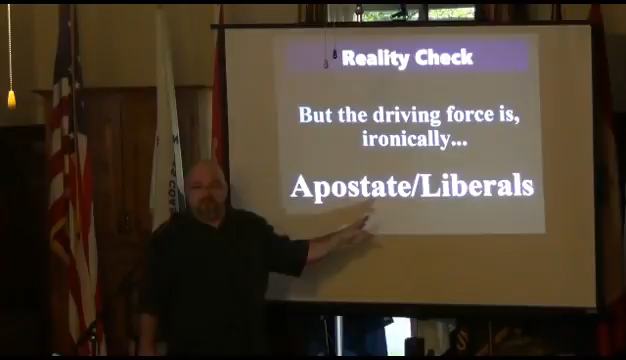 Reality Check
But the driving force is,
ironically...
Apostate/Liberals